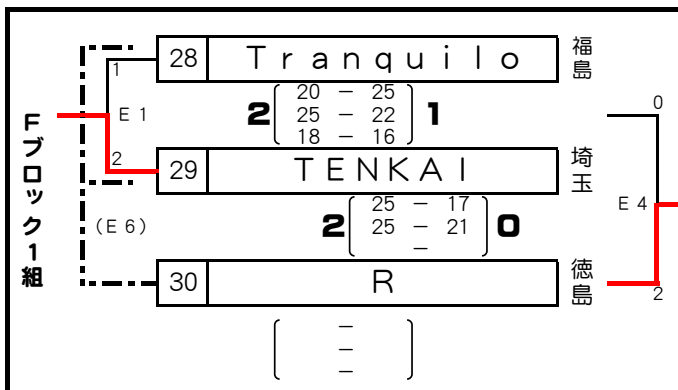 Fブロック1組
28 Tranquilo 福島
1
E1
2 20 － 25 1
25 － 22
18 － 16
0
2
29 TENKAI 埼玉
E4
(E6)
2 25 － 17 0
25 － 21
－
30 R 徳島
2
－
－
－